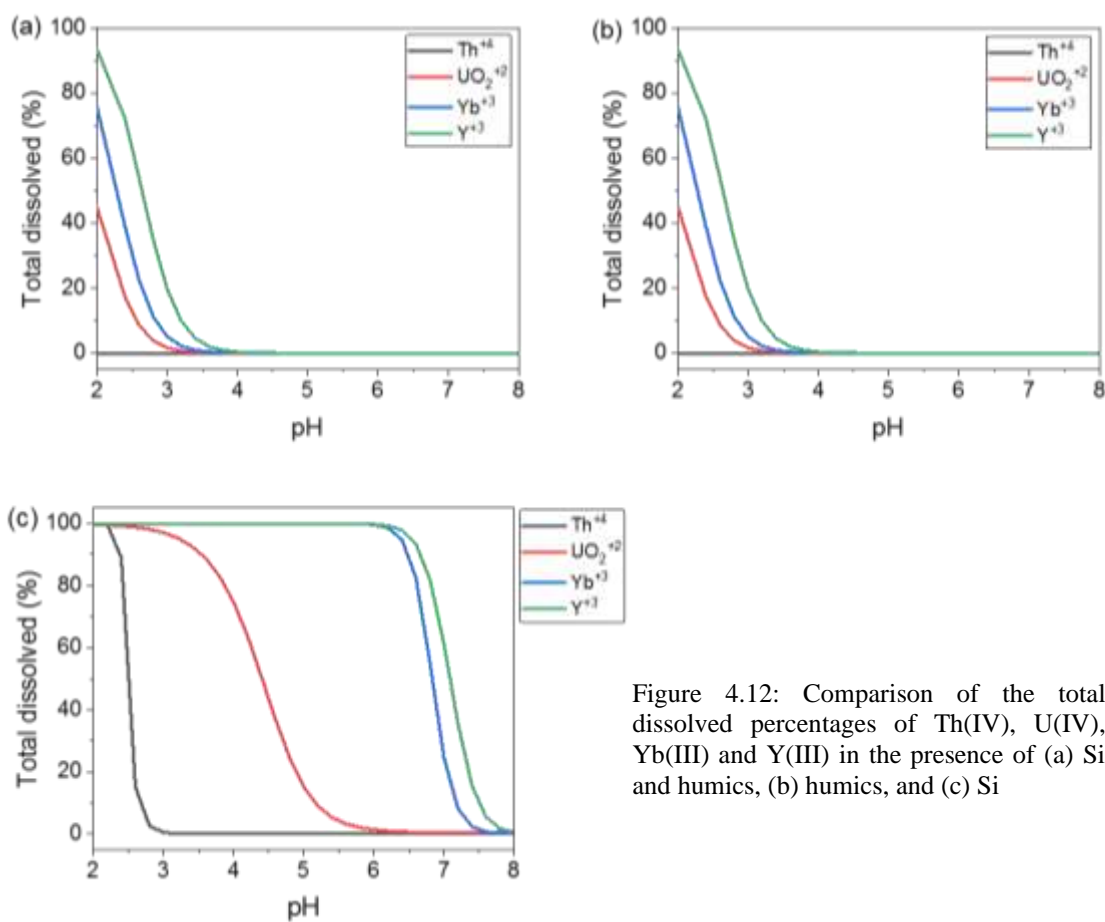 (a)
100
80
60
40
20
0
Total dissolved (%)
2 3 4 5 6 7 8
pH
Th+4
UO2+2
Yb+3
Y+3
(b)
100
80
60
40
20
0
Total dissolved (%)
2 3 4 5 6 7 8
pH
Th+4
UO2+2
Yb+3
Y+3
(c)
100
80
60
40
20
0
Total dissolved (%)
2 3 4 5 6 7 8
pH
Th+4
UO2+2
Yb+3
Y+3
Figure 4.12: Comparison of the total
dissolved percentages of Th(IV), U(IV),
Yb(III) and Y(III) in the presence of (a) Si
and humics, (b) humics, and (c) Si